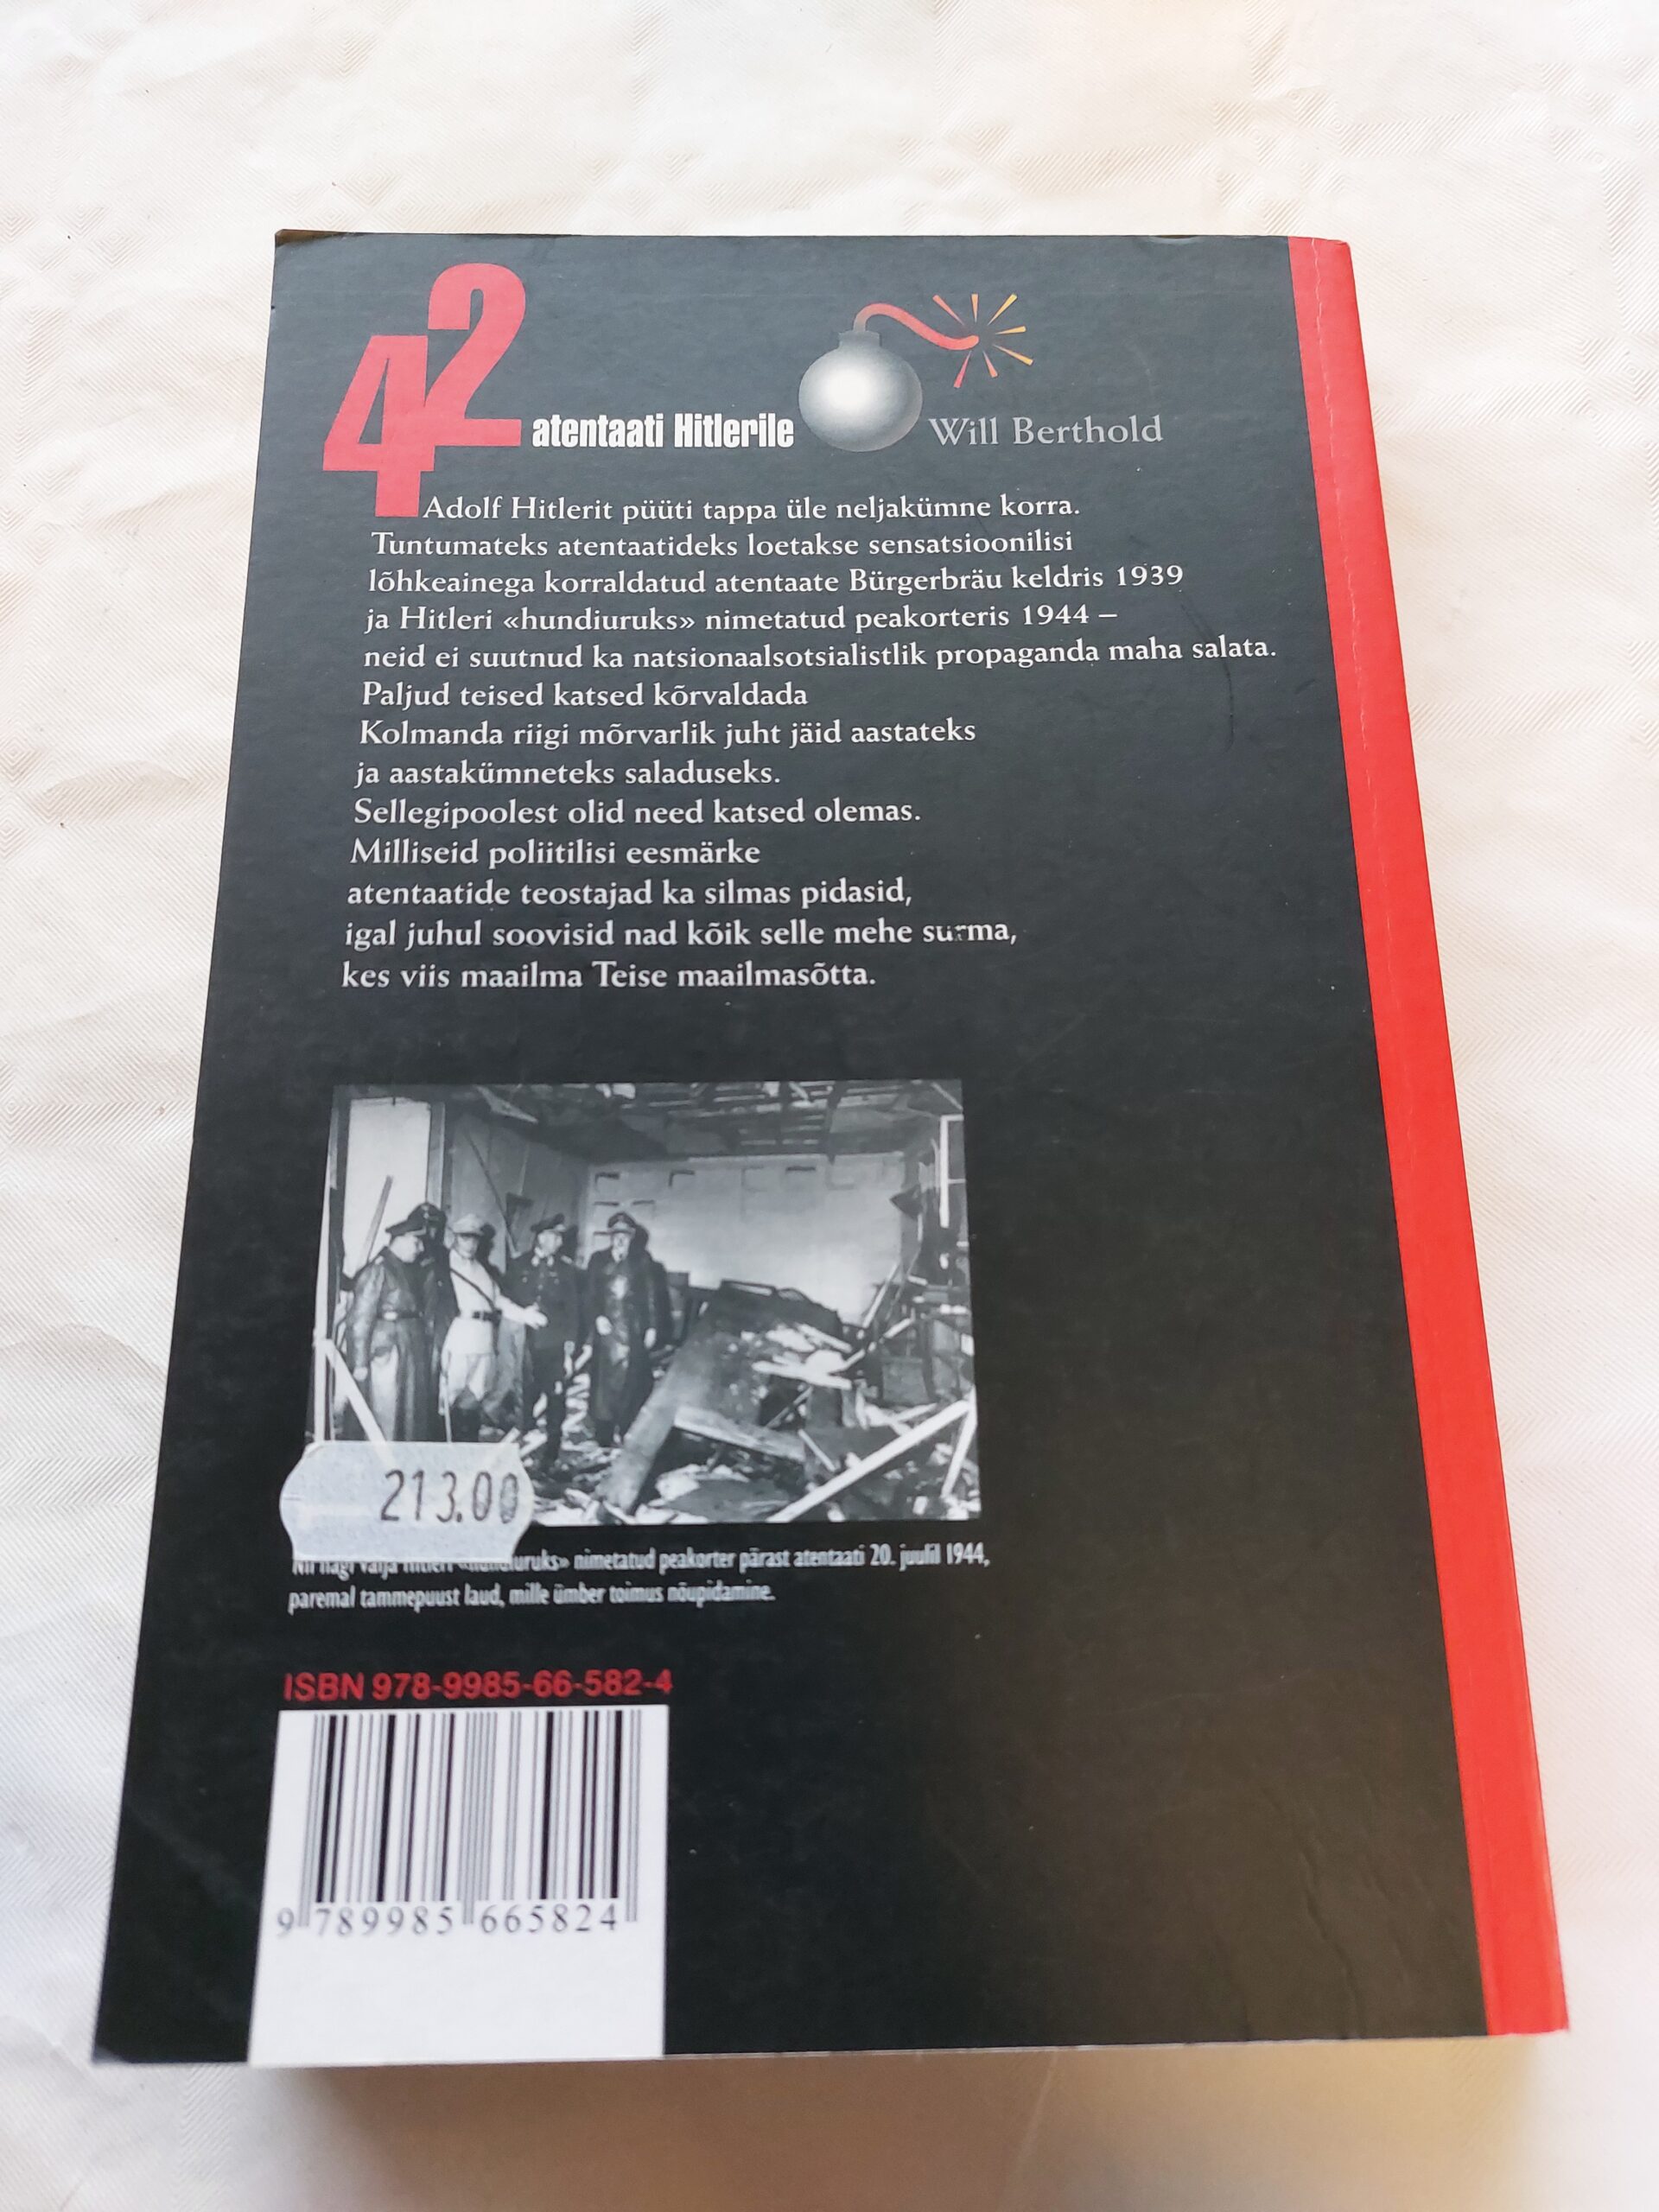 42 atentaati Hitlerile Will Berthold
Adolf Hitlerit püüti tappa üle neljakümne korra.
Tuntumateks atentaatideks loetakse sensatsioonilisi
lõhkeainega korraldatud atentaate Bürgerbräu keldris 1939
ja Hitleri «hundiuruks» nimetatud peakorteris 1944 –
neid ei suutnud ka natsionaalsotsialistlik propaganda maha salata.
Paljud teised katsed kõrvaldada
Kolmanda riigi mõrvarlik juht jäid aastateks
ja aastakümneteks saladuseks.
Sellegipoolest olid need katsed olemas.
Milliseid poliitilisi eesmärke
atentaatide teostajad ka silmas pidasid,
igal juhul soovisid nad kõik selle mehe surma,
kes viis maailma Teise maailmasõtta.
213.00
nimetatud peakorter pärast atentaati 20. juulil 1944,
paremal tammepuust laud, mille ümber toimus nõupidamine.
ISBN 978-9985-66-582-4
9 789985 665824